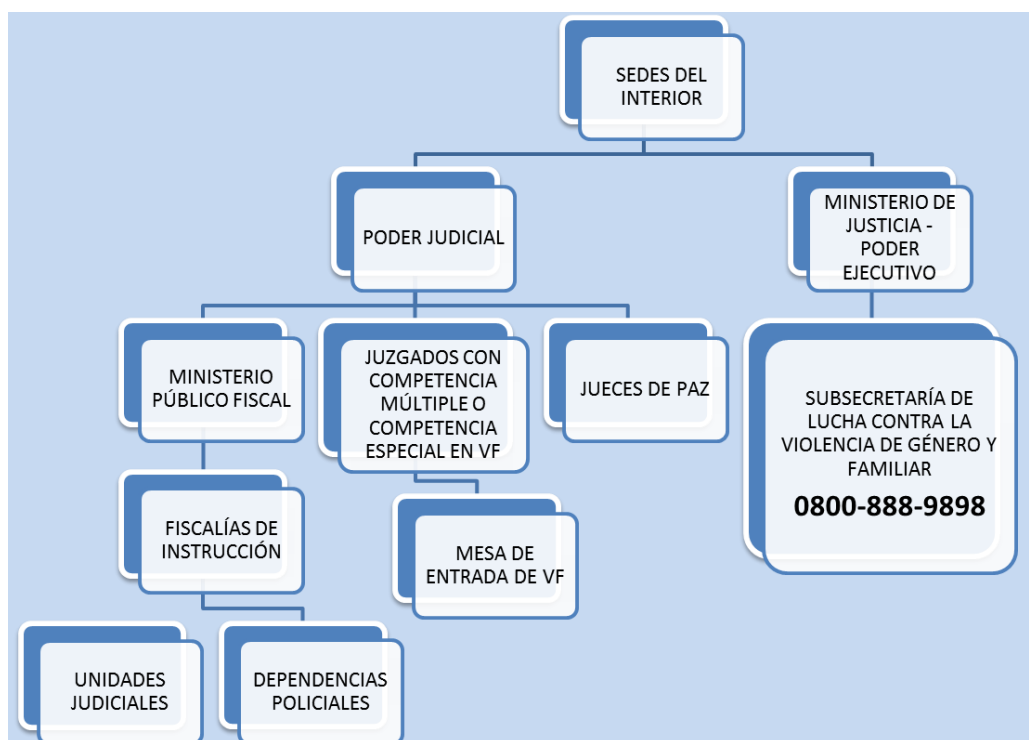 SEDES DEL
INTERIOR
PODER JUDICIAL
MINISTERIO DE
JUSTICIA -
PODER
EJECUTIVO
MINISTERIO
PÚBLICO FISCAL
JUZGADOS CON
COMPETENCIA
MÚLTIPLE O
COMPETENCIA
ESPECIAL EN VF
JUECES DE PAZ
SUBSECRETARÍA DE
LUCHA CONTRA LA
VIOLENCIA DE GÉNERO Y
FAMILIAR
0800-888-9898
FISCALÍAS DE
INSTRUCCIÓN
MESA DE
ENTRADA DE VF
UNIDADES
JUDICIALES
DEPENDENCIAS
POLICIALES